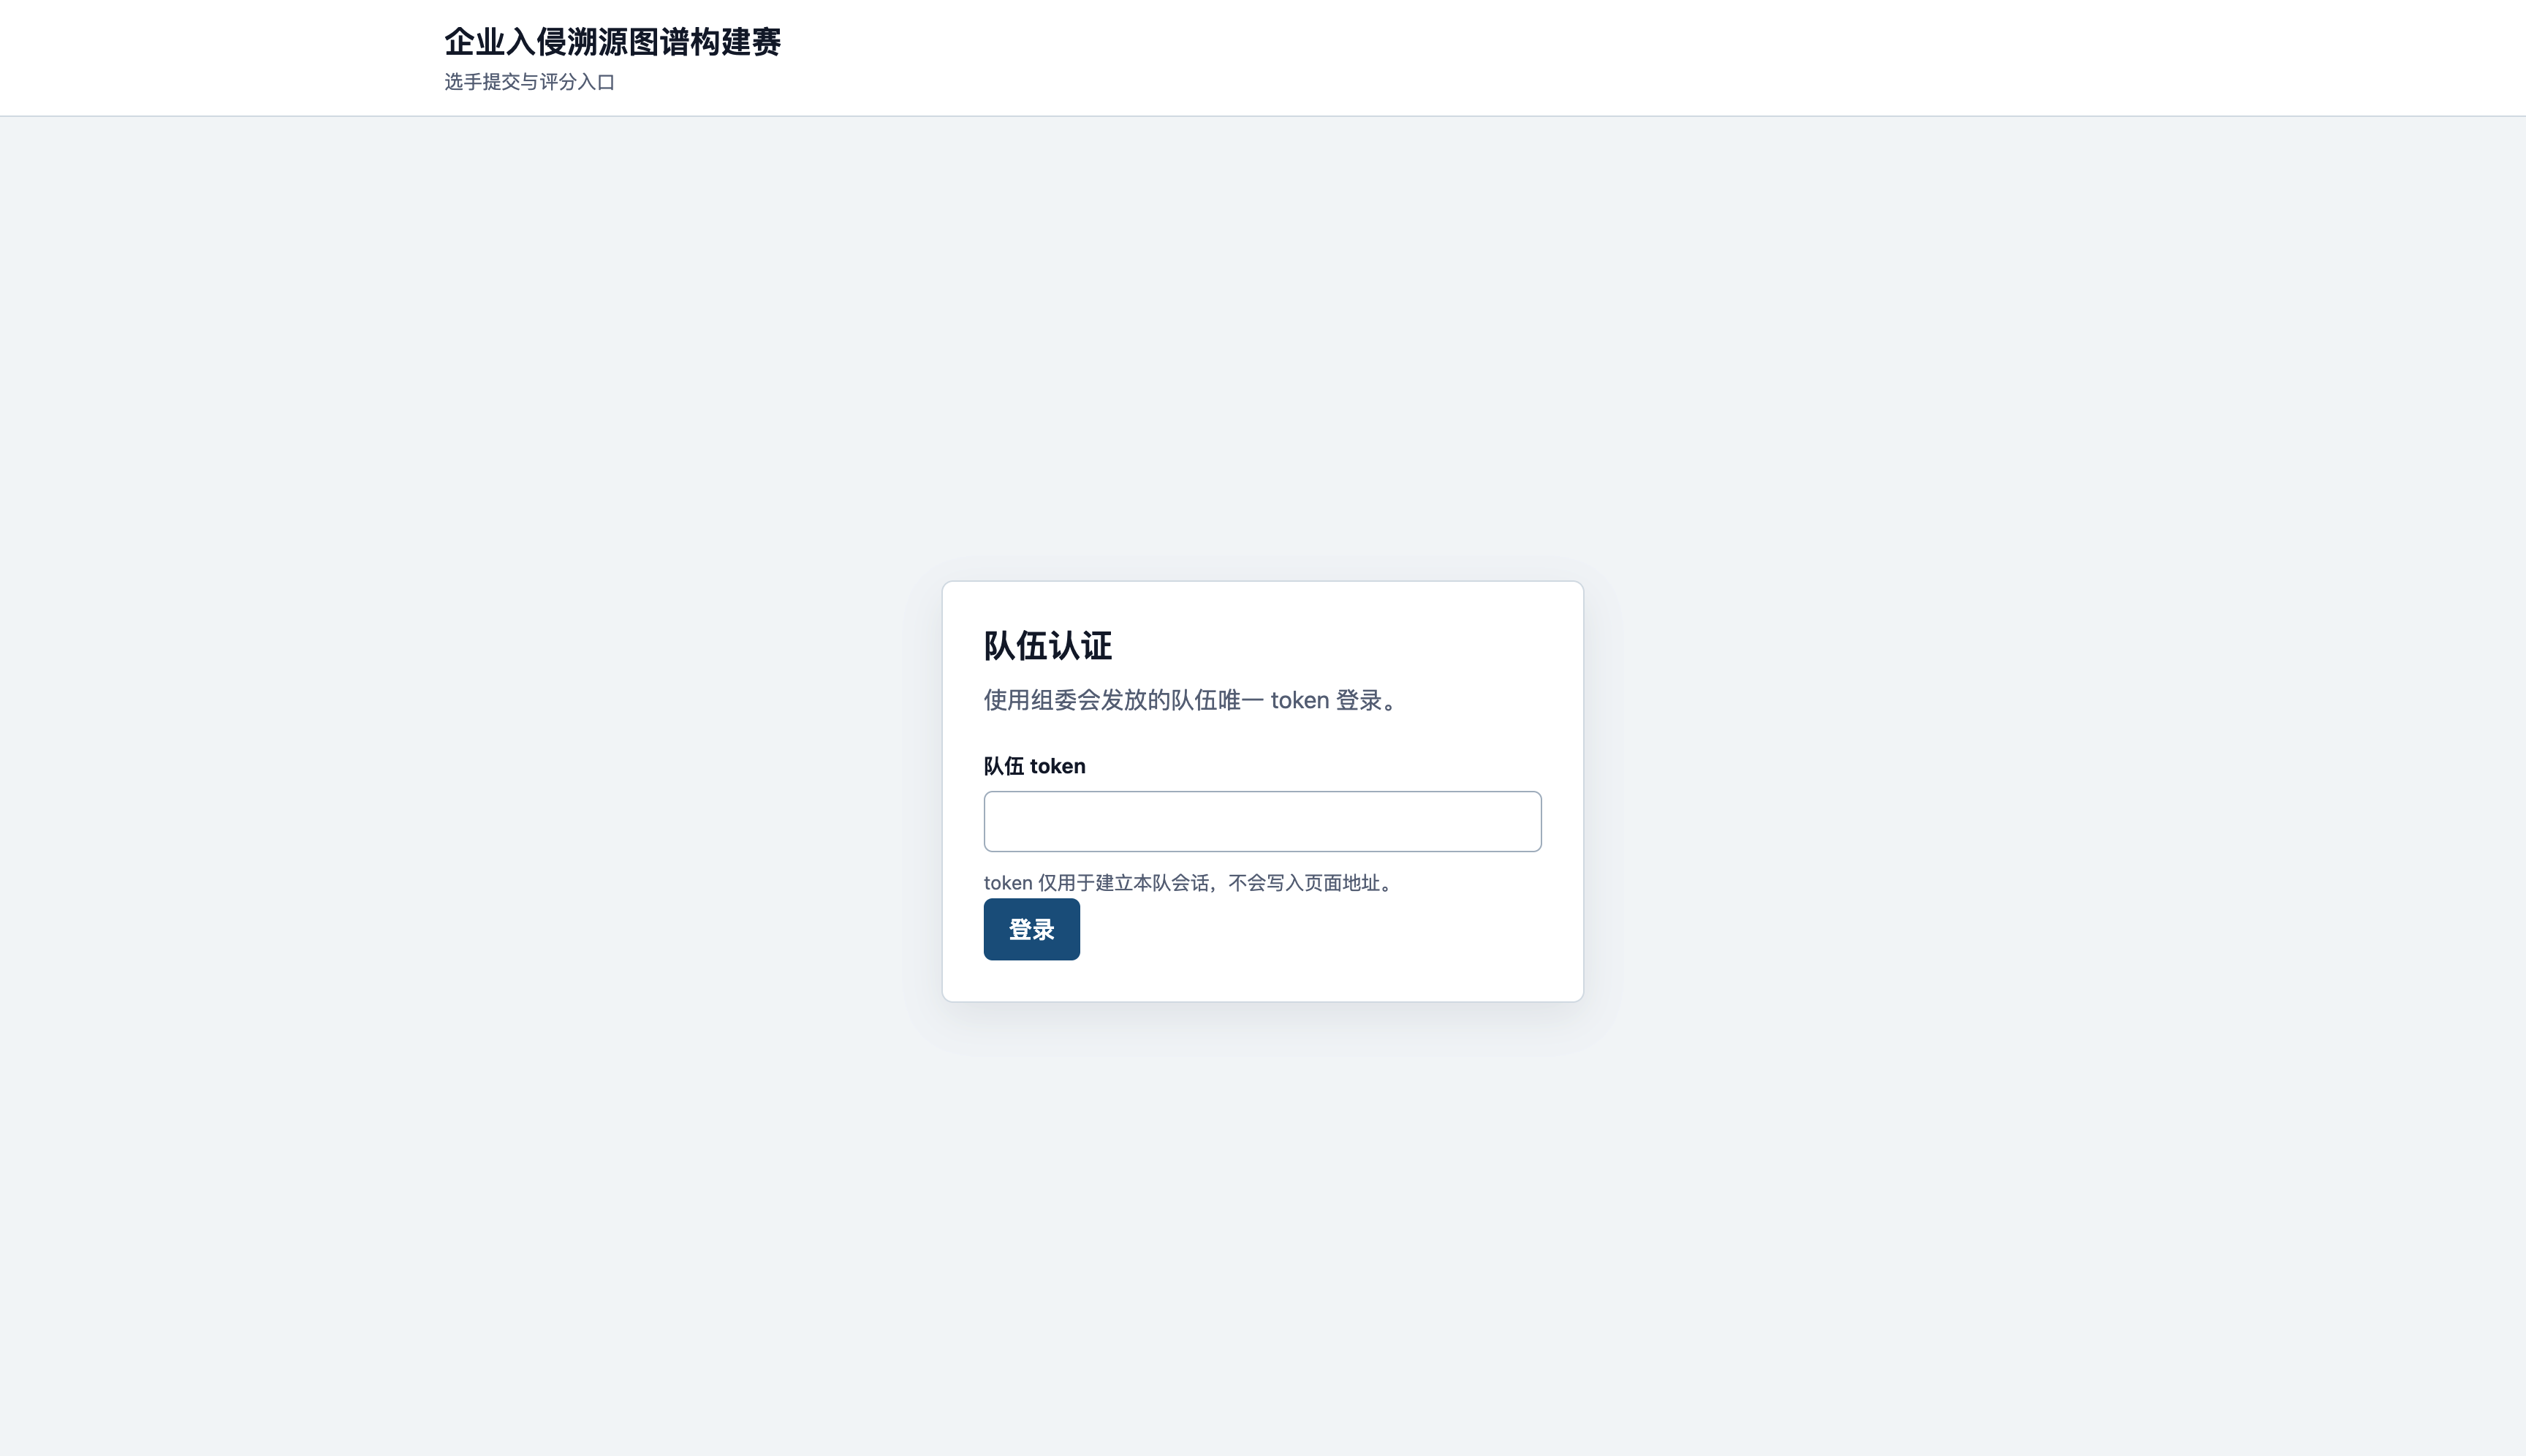 企业入侵溯源图谱构建赛
选手提交与评分入口
队伍认证
使用组委会发放的队伍唯一 token 登录。
队伍 token
token 仅用于建立本队会话，不会写入页面地址。
登录